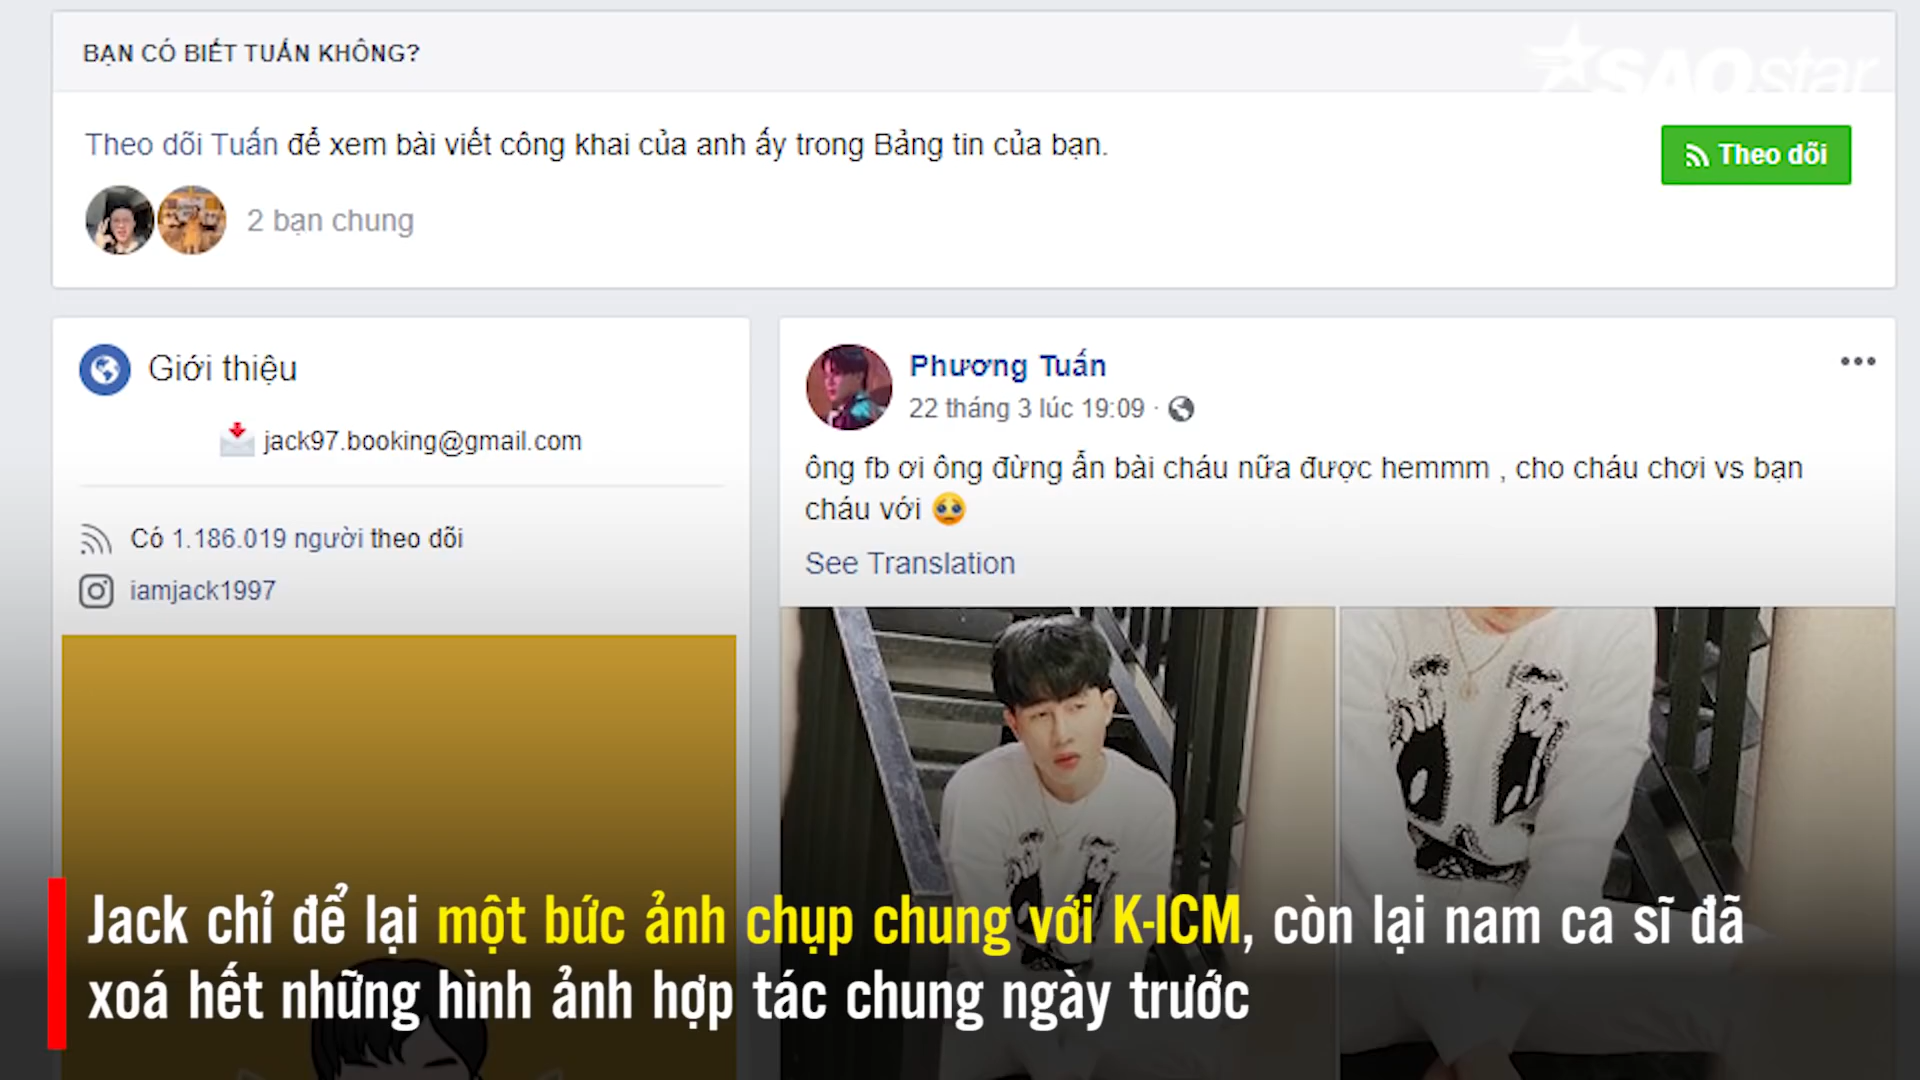 BẠN CÓ BIẾT TUẤN KHÔNG?
SAOstar
Theo dõi Tuấn để xem bài viết công khai của anh ấy trong Bảng tin của bạn.
Theo dõi
2 bạn chung
Giới thiệu
jack97.booking@gmail.com
Có 1.186.019 người theo dõi
iamjack1997
Phương Tuấn
22 tháng 3 lúc 19:09 ·
ông fb ơi ông đừng ẩn bài cháu nữa được hemmm , cho cháu chơi vs bạn
cháu với 🥺
See Translation
Jack chỉ để lại một bức ảnh chụp chung với K-ICM, còn lại nam ca sĩ đã
xoá hết những hình ảnh hợp tác chung ngày trước